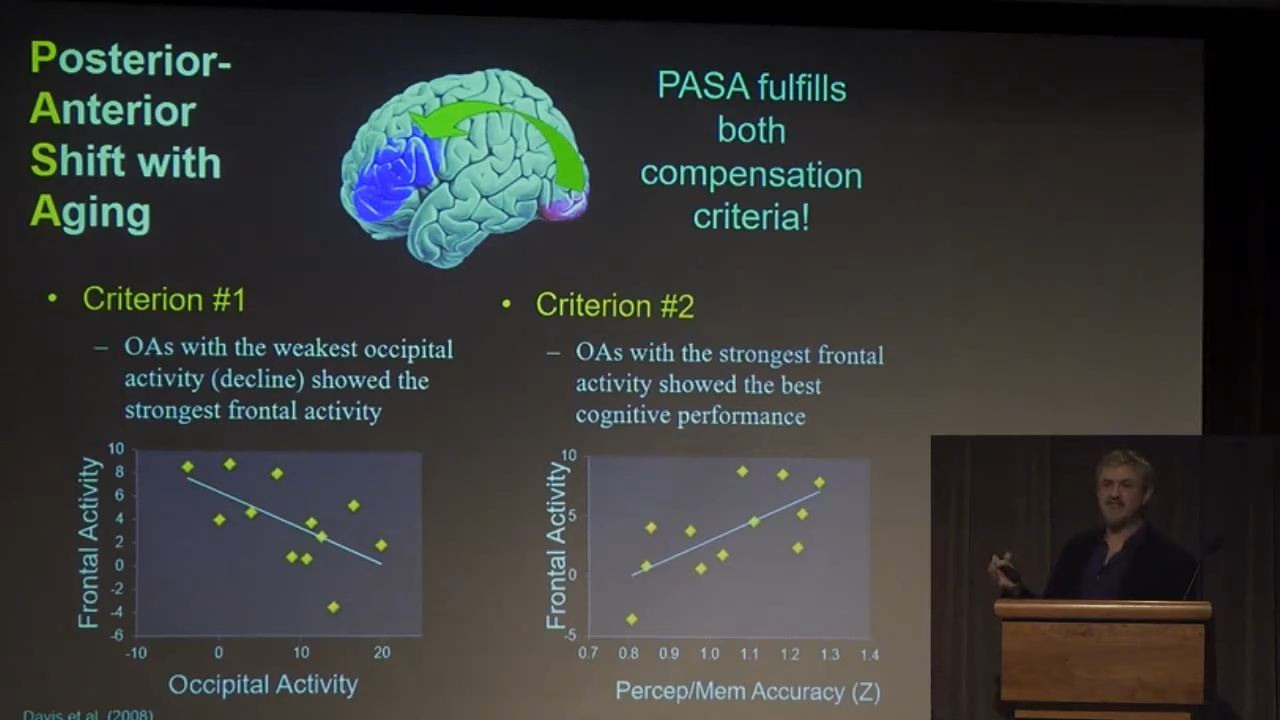 Posterior-
Anterior
Shift with
Aging
PASA fulfills
both
compensation
criteria!
• Criterion #1
– OAs with the weakest occipital
activity (decline) showed the
strongest frontal activity
Frontal Activity
10
8
6
4
2
0
-2
-4
-6
-10 0 10 20
Occipital Activity
• Criterion #2
– OAs with the strongest frontal
activity showed the best
cognitive performance
Frontal Activity
10
5
0
-5
0.7 0.8 0.9 1.0 1.1 1.2 1.3 1.4
Percep/Mem Accuracy (Z)
Davis et al. (2008)